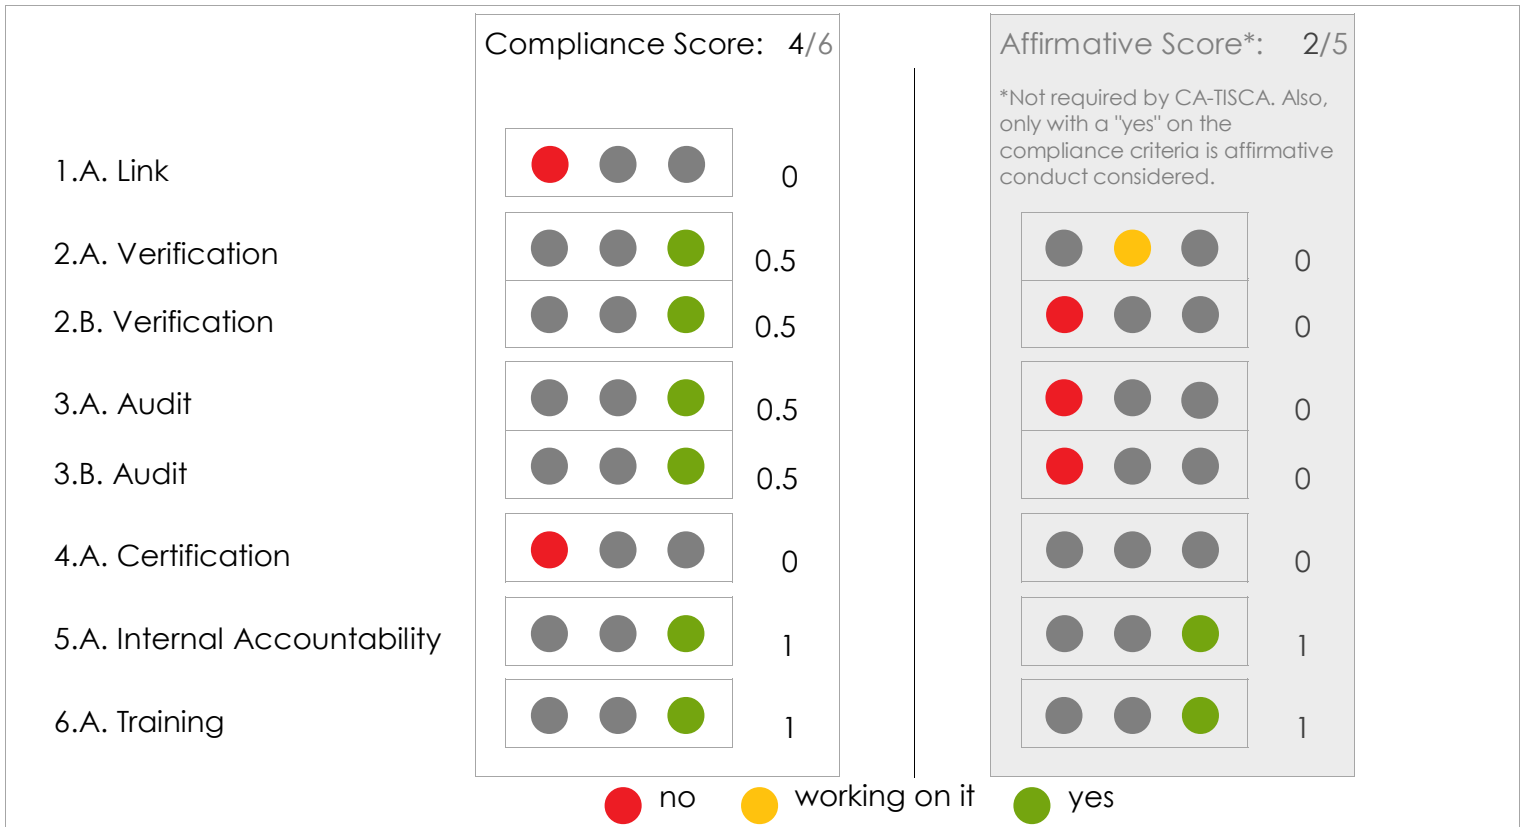 Compliance Score: 4/6
Affirmative Score*: 2/5
*Not required by CA-TISCA. Also,
only with a "yes" on the
compliance criteria is affirmative
conduct considered.
1.A. Link 0
2.A. Verification 0.5 0
2.B. Verification 0.5 0
3.A. Audit 0.5 0
3.B. Audit 0.5 0
4.A. Certification 0 0
5.A. Internal Accountability 1 1
6.A. Training 1 1
no working on it yes